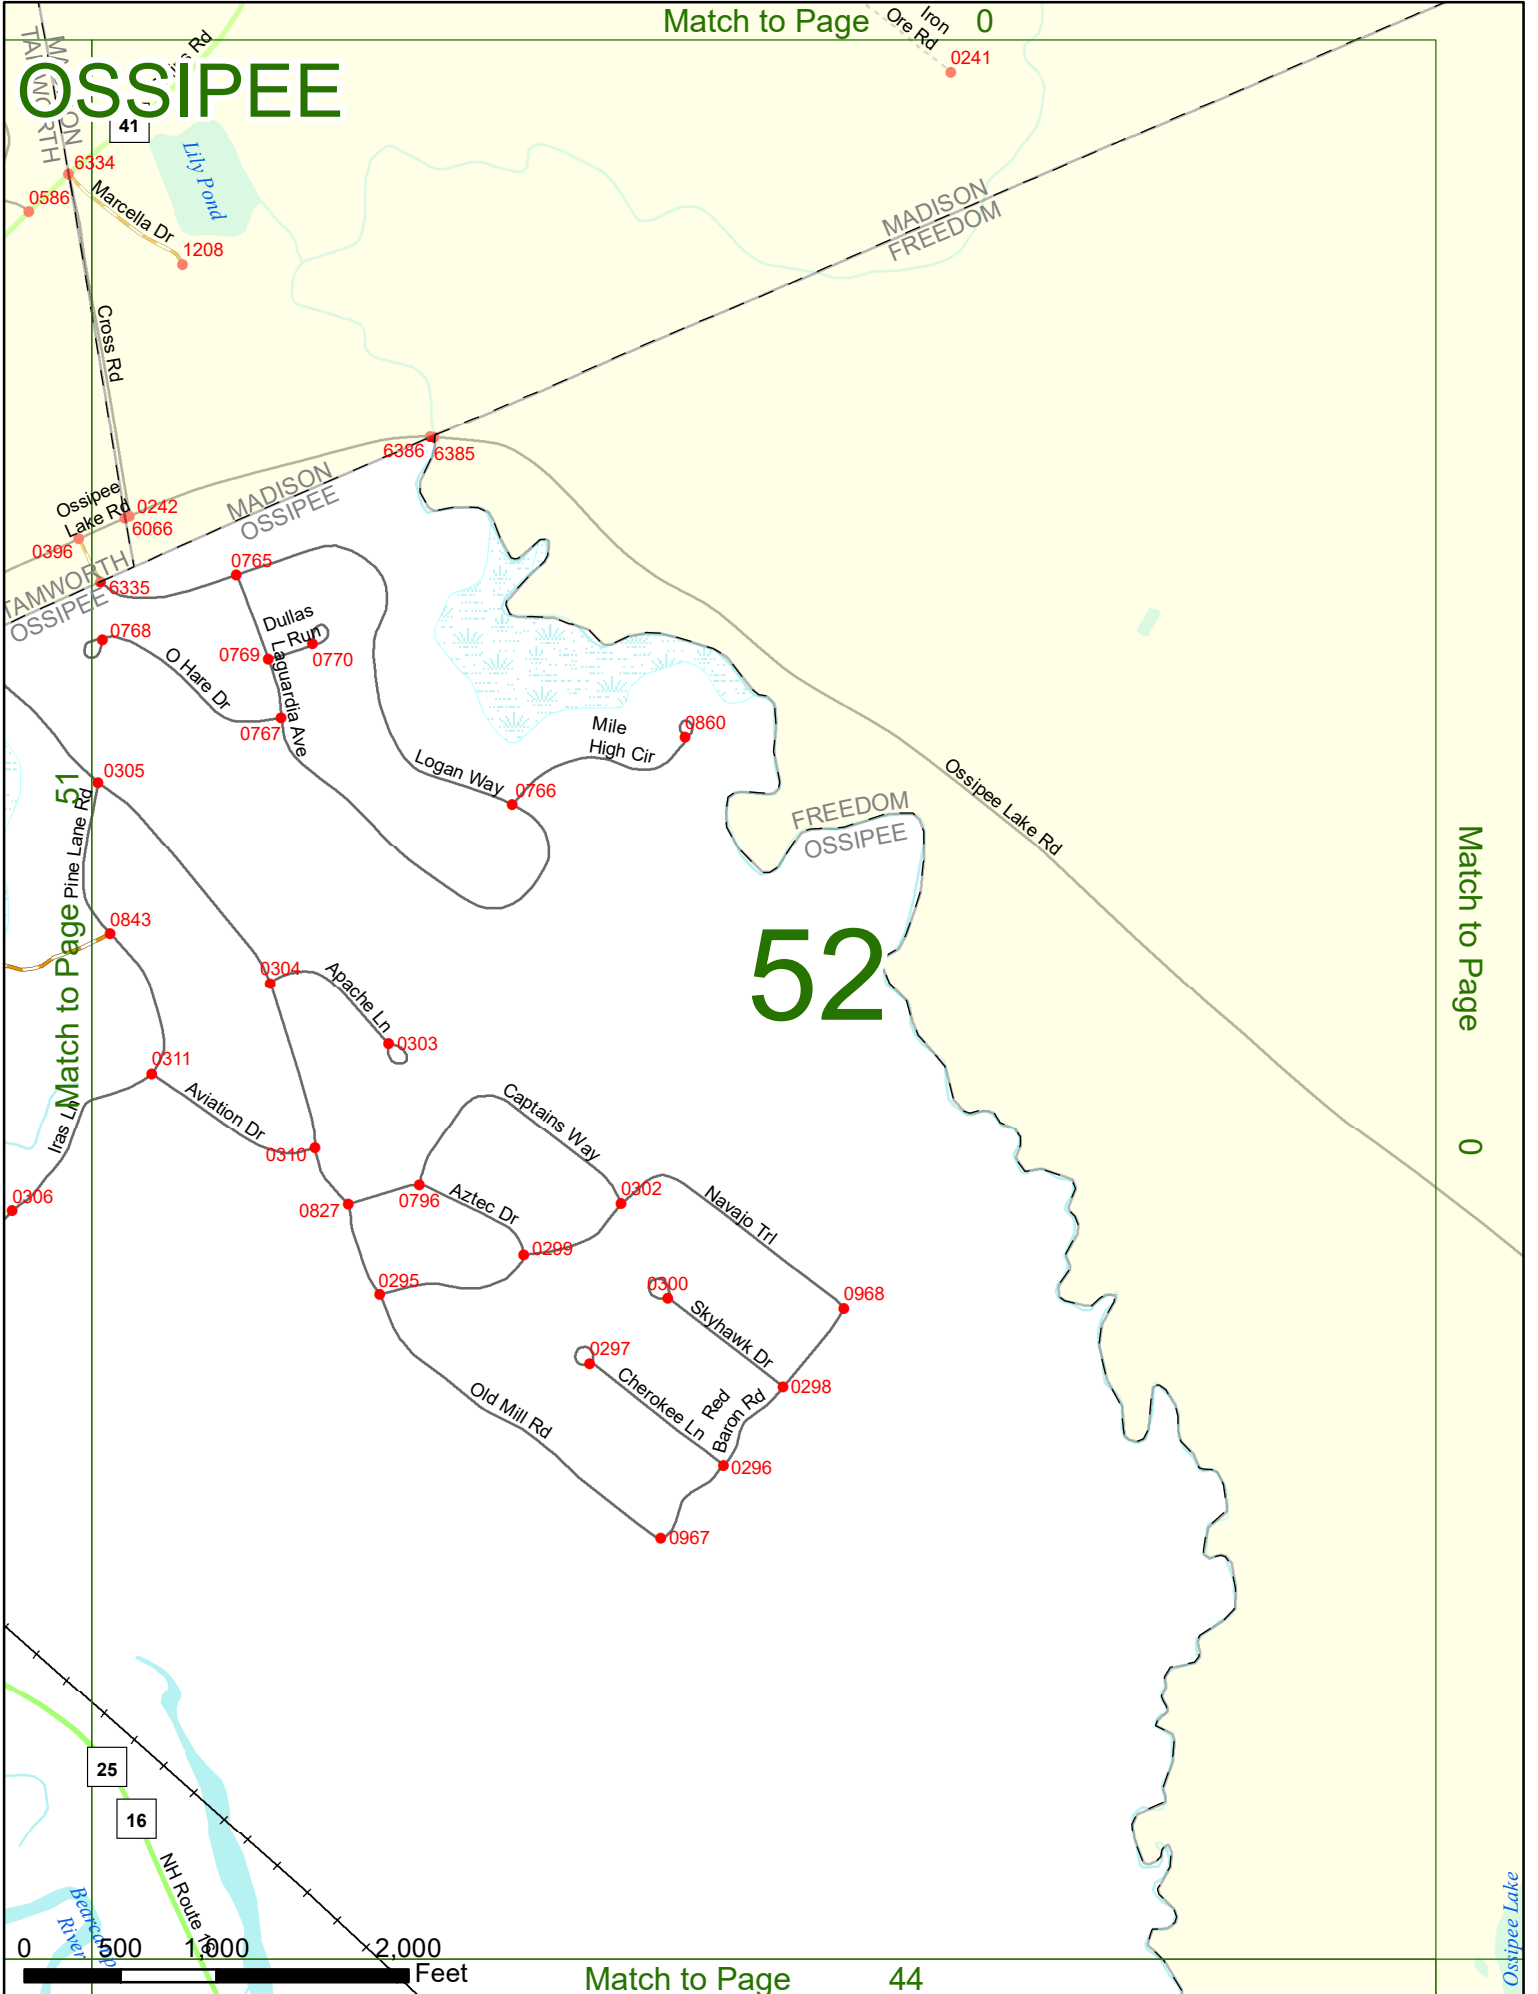 Match to Page 0
Iron
Ore Rd
0241
OSSIPEE
MADISON
TAMWORTH
41
Lily Pond
6334
0586
Marcella Dr
1208
MADISON
FREEDOM
Cross Rd
6386
6385
Ossipee
Lake Rd
0242
6066
0396
MADISON
OSSIPEE
TAMWORTH
OSSIPEE
6335
0765
0768
Dullas
Run
0769
0770
O Hare Dr
Laguardia Ave
0767
Mile
High Cir
0860
Logan Way
0766
0305
Pine Lane Rd
Match to Page 51
FREEDOM
OSSIPEE
Ossipee Lake Rd
Match to Page 0
0843
52
0304
Apache Ln
0303
0311
Aviation Dr
0310
Iras Ln
0306
Captains Way
0827
0796
Aztec Dr
0302
Navajo Trl
0299
0295
0300
0968
Skyhawk Dr
0297
Cherokee Ln
0298
Red
Baron Rd
Old Mill Rd
0296
0967
25
16
NH Route 16
Bearcamp
River
Ossipee Lake
0 500 1,000 2,000
Feet
Match to Page 44